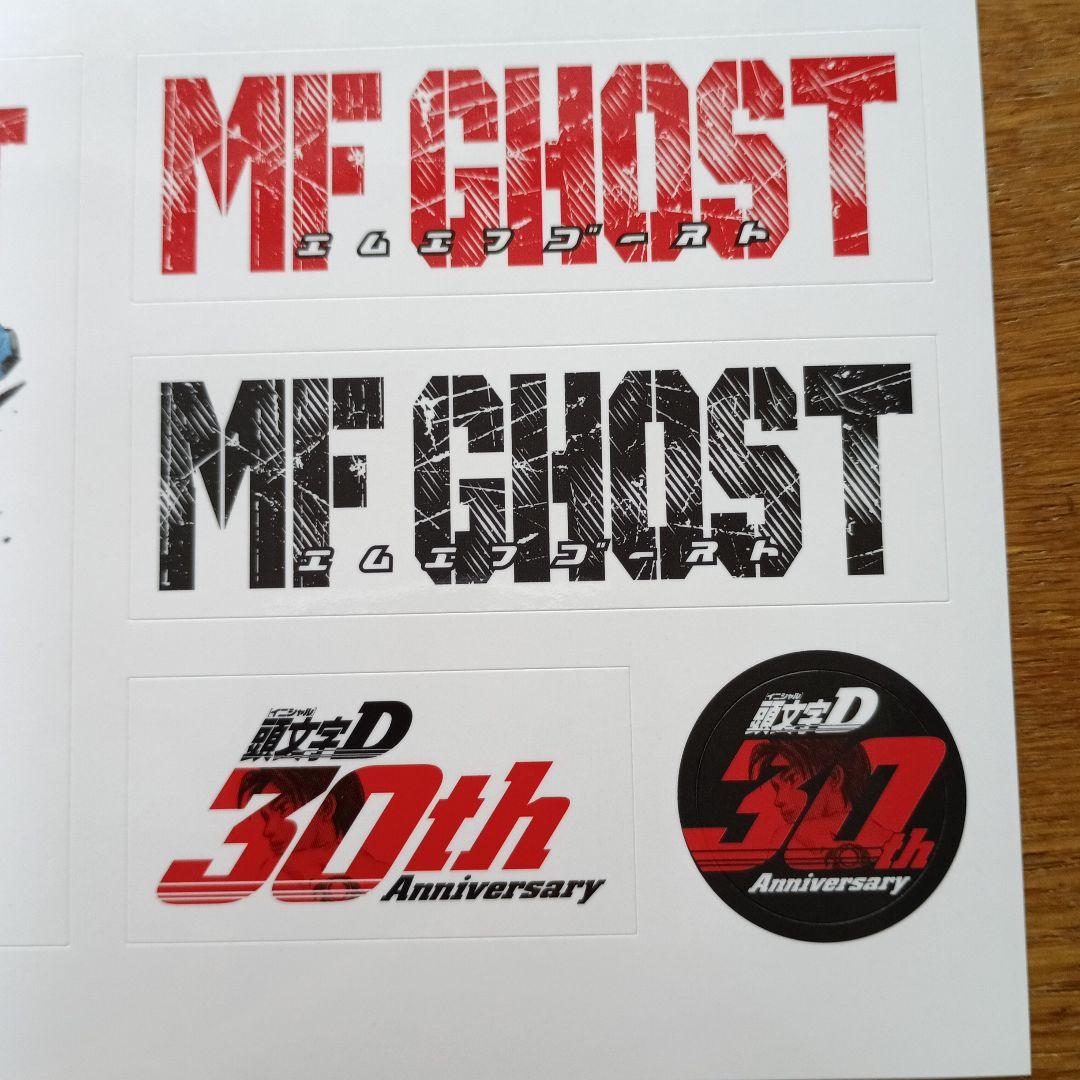 T
MF GHOST
エムエフゴースト
MF GHOST
エムエフゴースト
イニシャル
頭文字D
30th
Anniversary
イニシャル
頭文字D
30th
Anniversary